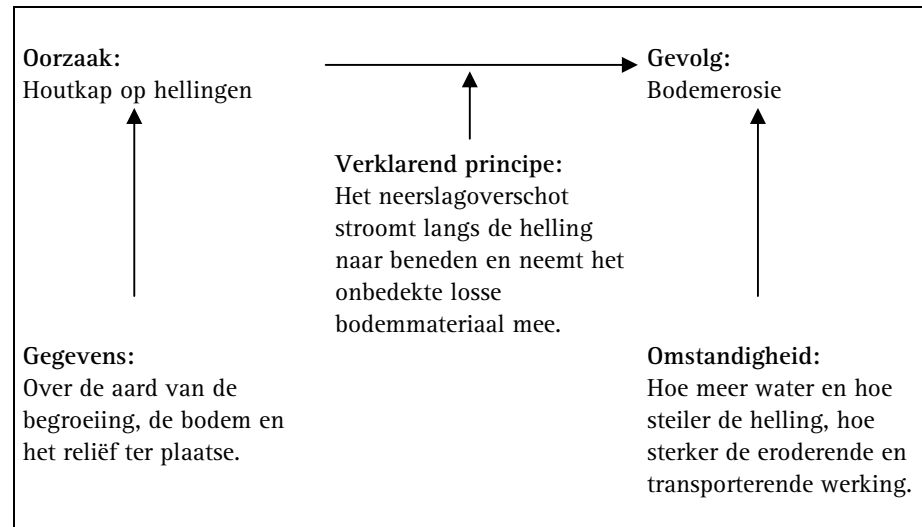 Oorzaak:
Houtkap op hellingen
Gevolg:
Bodemerosie
Verklarend principe:
Het neerslagoverschot
stroomt langs de helling
naar beneden en neemt het
onbedekte losse
bodemmateriaal mee.
Gegevens:
Over de aard van de
begroeiing, de bodem en
het reliëf ter plaatse.
Omstandigheid:
Hoe meer water en hoe
steiler de helling, hoe
sterker de eroderende en
transporterende werking.